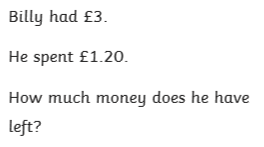 Billy had £3.
He spent £1.20.
How much money does he have
left?